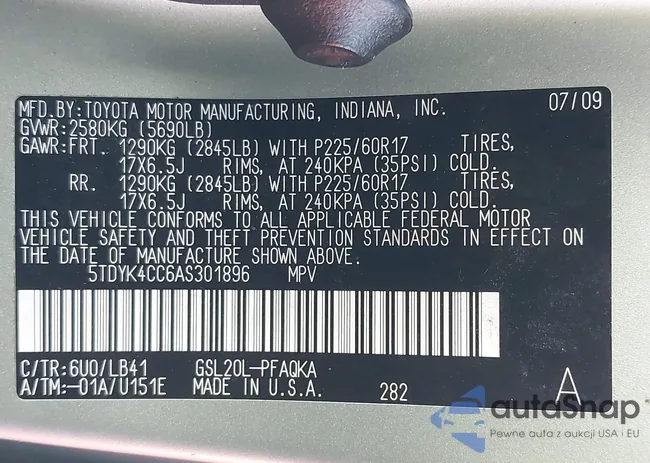 MFD.BY:TOYOTA MOTOR MANUFACTURING, INDIANA, INC. 07/09
GVWR:2580KG (5690LB)
GAWR:FRT. 1290KG (2845LB) WITH P225/60R17 TIRES,
17X6.5J RIMS, AT 240KPA (35PSI) COLD.
RR. 1290KG (2845LB) WITH P225/60R17 TIRES,
17X6.5J RIMS, AT 240KPA (35PSI) COLD.
THIS VEHICLE CONFORMS TO ALL APPLICABLE FEDERAL MOTOR
VEHICLE SAFETY AND THEFT PREVENTION STANDARDS IN EFFECT ON
THE DATE OF MANUFACTURE SHOWN ABOVE.
5TDYK4CC6AS301896 MPV
C/TR:6U0/LB41 GSL20L-PFAQKA
A/TM:-01A/U151E MADE IN U.S.A. 282 A
autoSnap
Pewne auta z aukcji USA i EU